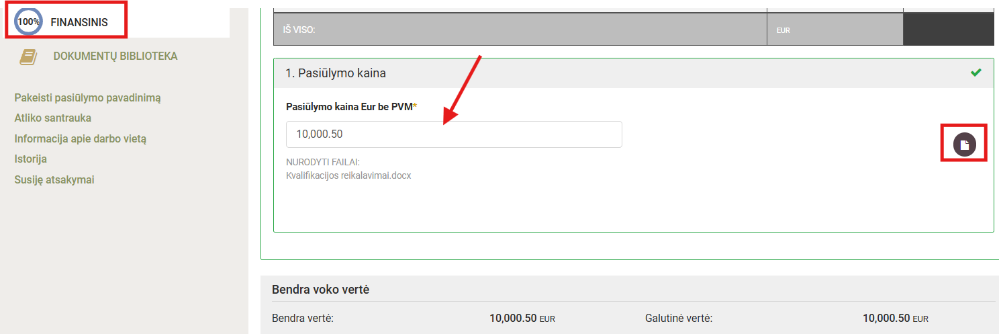 100% FINANSINIS
DOKUMENTŲ BIBLIOTEKA
Pakeisti pasiūlymo pavadinimą
Atliko santrauka
Informacija apie darbo vietą
Istorija
Susiję atsakymai
IŠ VISO: EUR
1. Pasiūlymo kaina
Pasiūlymo kaina Eur be PVM*
10,000.50
NURODYTI FAILAI:
Kvalifikacijos reikalavimai.docx
Bendra voko vertė
Bendra vertė: 10,000.50 EUR Galutinė vertė: 10,000.50 EUR